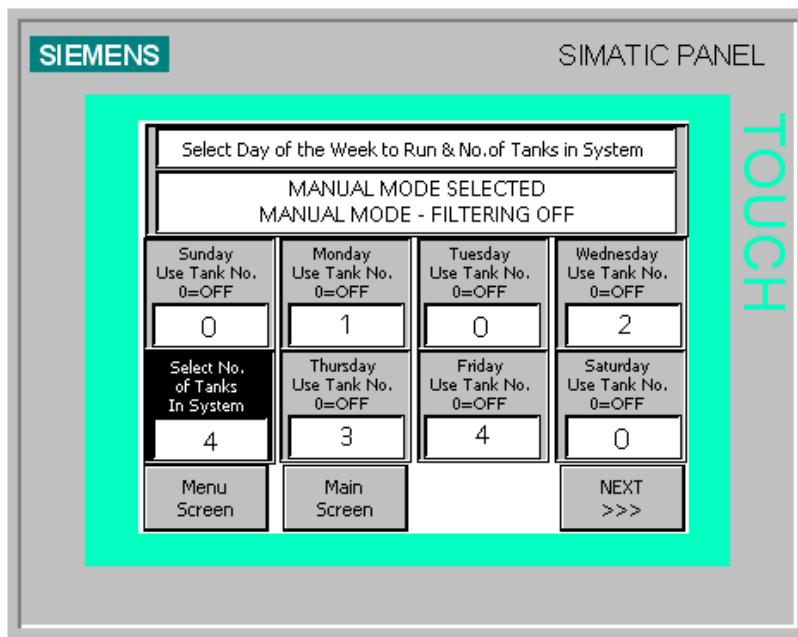 SIEMENS
SIMATIC PANEL
TOUCH
Select Day of the Week to Run & No.of Tanks in System
MANUAL MODE SELECTED
MANUAL MODE - FILTERING OFF
Sunday
Use Tank No.
0=OFF
0
Monday
Use Tank No.
0=OFF
1
Tuesday
Use Tank No.
0=OFF
0
Wednesday
Use Tank No.
0=OFF
2
Select No.
of Tanks
In System
4
Thursday
Use Tank No.
0=OFF
3
Friday
Use Tank No.
0=OFF
4
Saturday
Use Tank No.
0=OFF
0
Menu
Screen
Main
Screen
NEXT
>>>